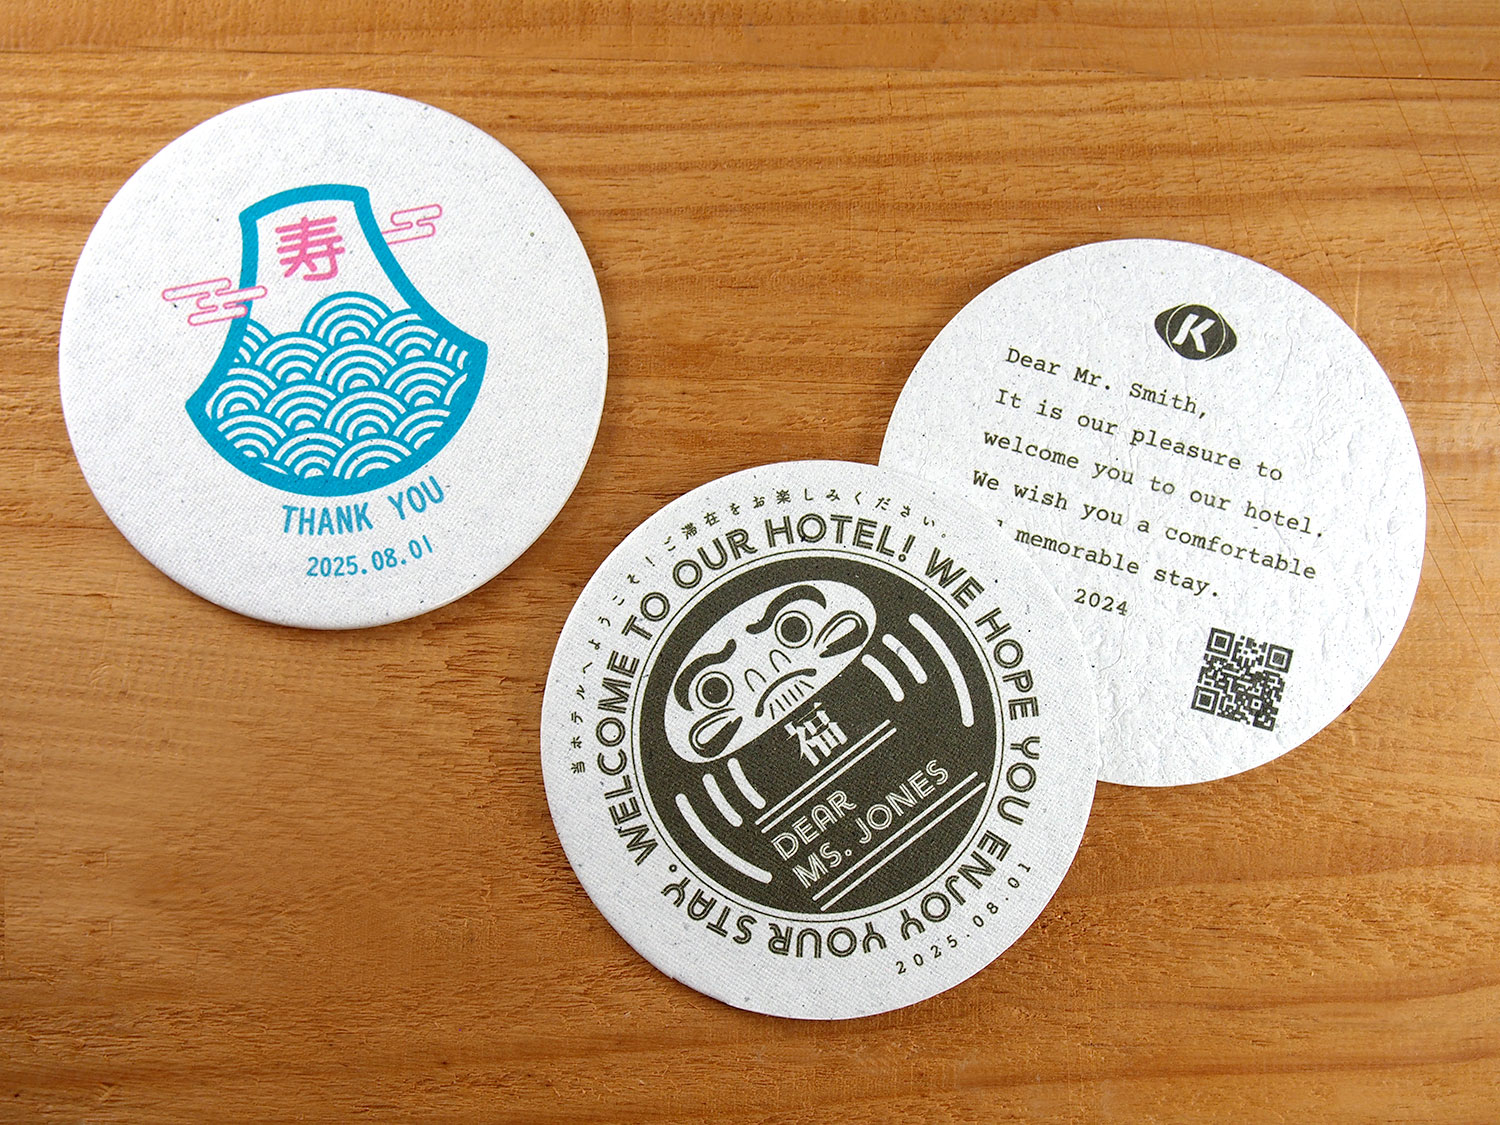 寿
THANK YOU
2025.08.01
K
Dear Mr. Smith,
It is our pleasure to
welcome you to our hotel.
We wish you a comfortable
memorable stay.
2024
当ホテルへようこそ!ご滞在をお楽しみください。
WELCOME TO OUR HOTEL! WE HOPE YOU ENJOY YOUR STAY.
福
DEAR
MS. JONES
2025.08.01